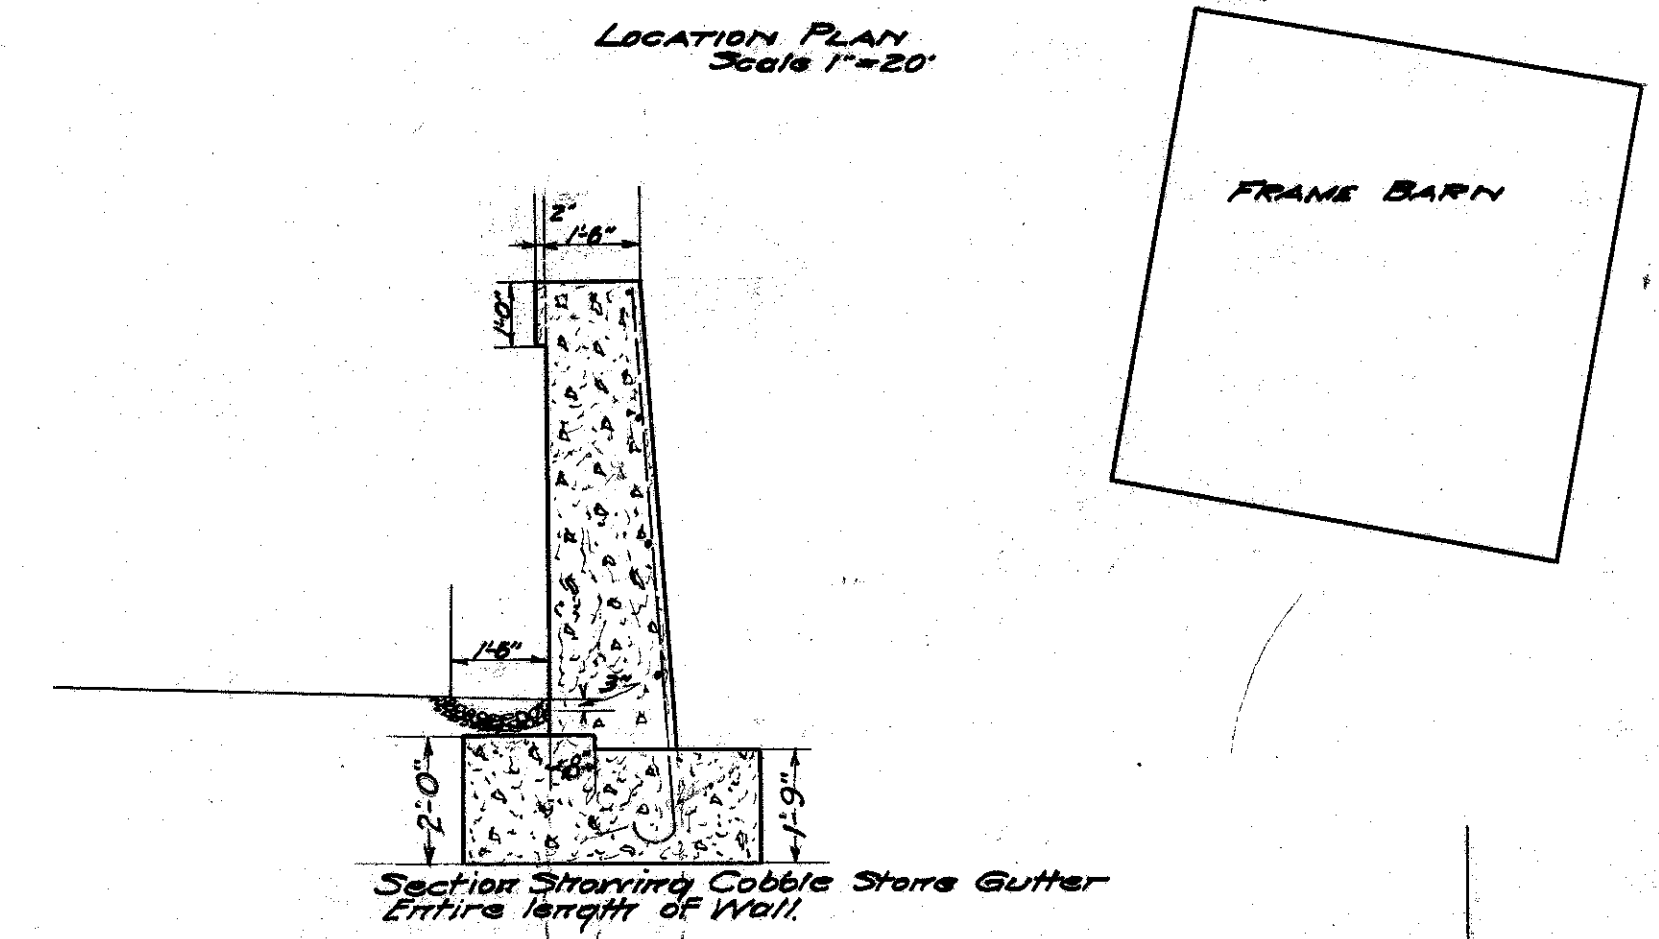 LOCATION PLAN
Scale 1"=20'
FRAME BARN
2"
1'-6"
1'-0"
1'-6"
3"
8"
2'-0"
1'-9"
Section Showing Cobble Stone Gutter
Entire length of Wall.